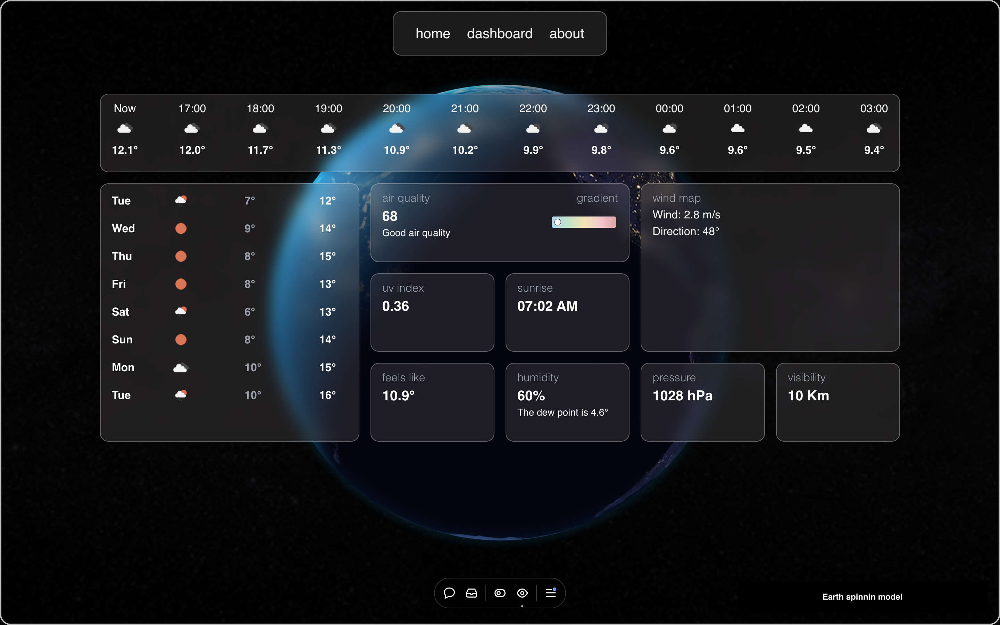 home dashboard about
Now 17:00 18:00 19:00 20:00 21:00 22:00 23:00 00:00 01:00 02:00 03:00
12.1° 12.0° 11.7° 11.3° 10.9° 10.2° 9.9° 9.8° 9.6° 9.6° 9.5° 9.4°
Tue 7° 12°
Wed 9° 14°
Thu 8° 15°
Fri 8° 13°
Sat 6° 13°
Sun 8° 14°
Mon 10° 15°
Tue 10° 16°
air quality gradient
68
Good air quality
wind map
Wind: 2.8 m/s
Direction: 48°
uv index
0.36
sunrise
07:02 AM
feels like
10.9°
humidity
60%
The dew point is 4.6°
pressure
1028 hPa
visibility
10 Km
Earth spinnin model